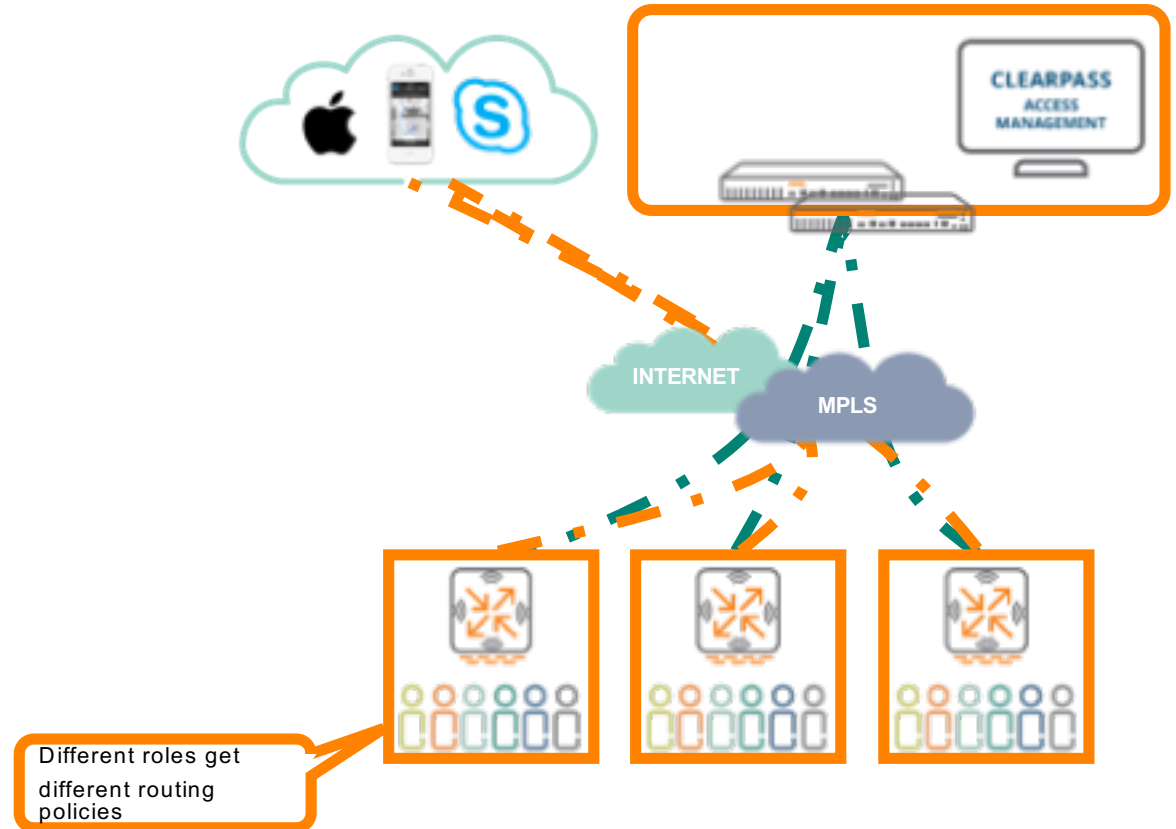 CLEARPASS
ACCESS
MANAGEMENT
INTERNET
MPLS
Different roles get
different routing
policies